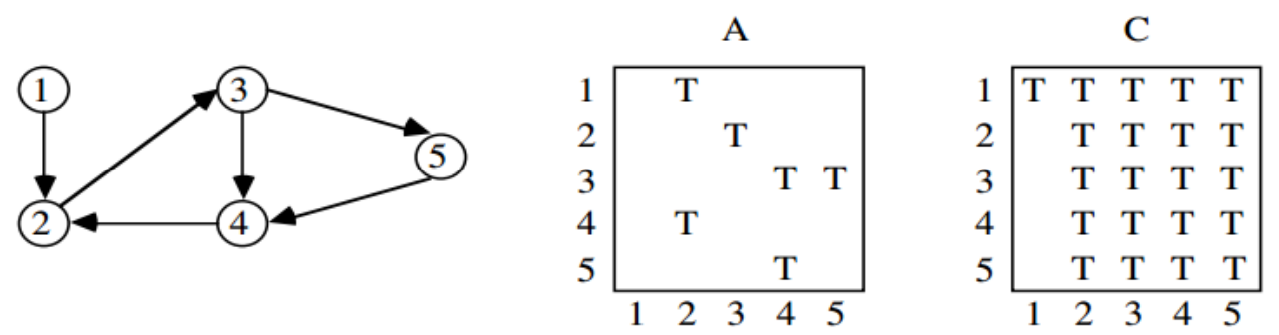 A C
1 3 1 T 1 T T T T T
2 T 2 T T T T
5 3 T T 3 T T T T
2 4 4 T 4 T T T T
5 T 5 T T T T
1 2 3 4 5 1 2 3 4 5